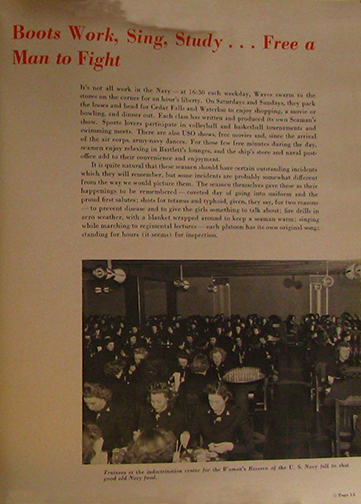 Boots Work, Sing, Study . . . Free a
Man to Fight
It's not all work in the Navy—at 16:30 each weekday, Waves swarm to the
stores on the corner for an hour's liberty. On Saturdays and Sundays, they pack
the busses and head for Cedar Falls and Waterloo to enjoy shopping, a movie or
bowling, and dinner out. Each class has written and produced its own Seaman's
show. Sports lovers participate in volleyball and basketball tournaments and
swimming meets. There are also USO shows, free movies and, since the arrival
of the air corps, army-navy dances. For those few free minutes during the day,
seamen enjoy relaxing in Bartlett's lounges, and the ship's store and naval post-
office add to their convenience and enjoyment.
It is quite natural that these seamen should have certain outstanding incidents
which they will remember, but some incidents are probably somewhat different
from the way we would picture them. The seamen themselves gave these as their
happenings to be remembered—coveted day of going into uniform and the
proud first salutes; shots for tetanus and typhoid, given, they say, for two reasons
—to prevent disease and to give the girls something to talk about; fire drills in
zero weather, with a blanket wrapped around to keep a seaman warm; singing
while marching to regimental lectures—each platoon has its own original song;
standing for hours (it seems) for inspection.
Trainees at the indoctrination center for the Women's Reserve of the U. S. Navy fall to that
good old Navy food.
Page